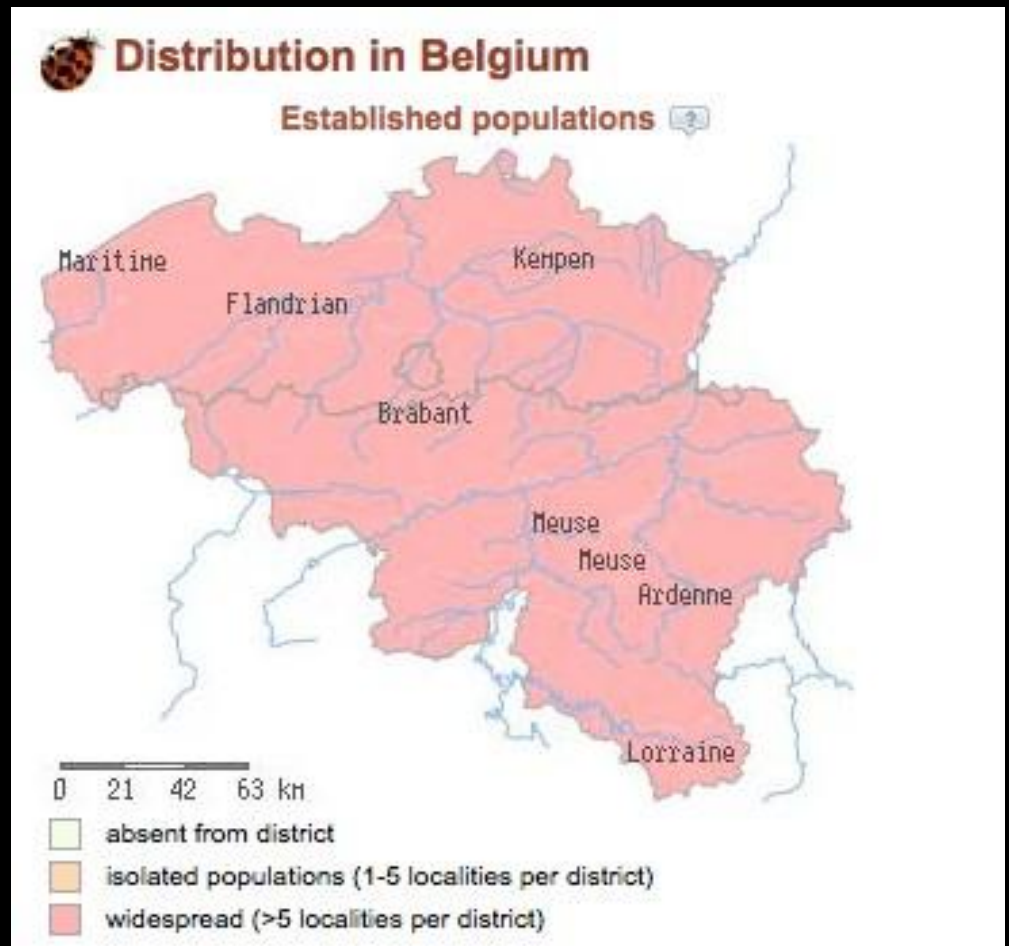 Distribution in Belgium
Established populations ?
Maritime
Kempen
Flandrian
Brabant
Meuse
Meuse
Ardenne
Lorraine
0 21 42 63 km
absent from district
isolated populations (1-5 localities per district)
widespread (>5 localities per district)